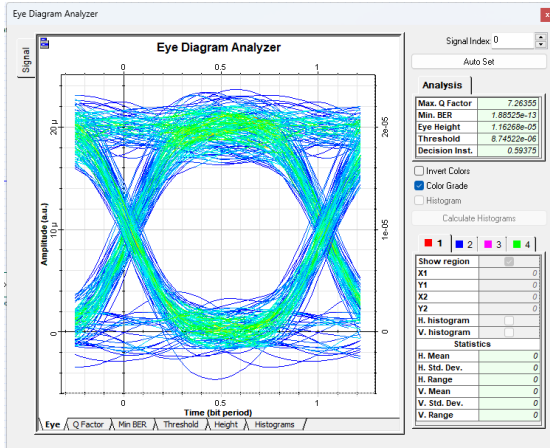 Eye Diagram Analyzer
x
Signal
Eye Diagram Analyzer
0 0.5 1
20 μ
10 μ
0
Amplitude (a.u.)
2e-05
1e-05
0
0 0.5 1
Time (bit period)
Eye Q Factor Min BER Threshold Height Histograms
Signal Index: 0
Auto Set
Analysis
Max. Q Factor 7.26355
Min. BER 1.88525e-13
Eye Height 1.16268e-05
Threshold 8.74522e-06
Decision Inst. 0.59375
Invert Colors
Color Grade
Histogram
Calculate Histograms
1 2 3 4
Show region
X1 0
Y1 0
X2 0
Y2 0
H. histogram
V. histogram
Statistics
H. Mean 0
H. Std. Dev. 0
H. Range 0
V. Mean 0
V. Std. Dev. 0
V. Range 0